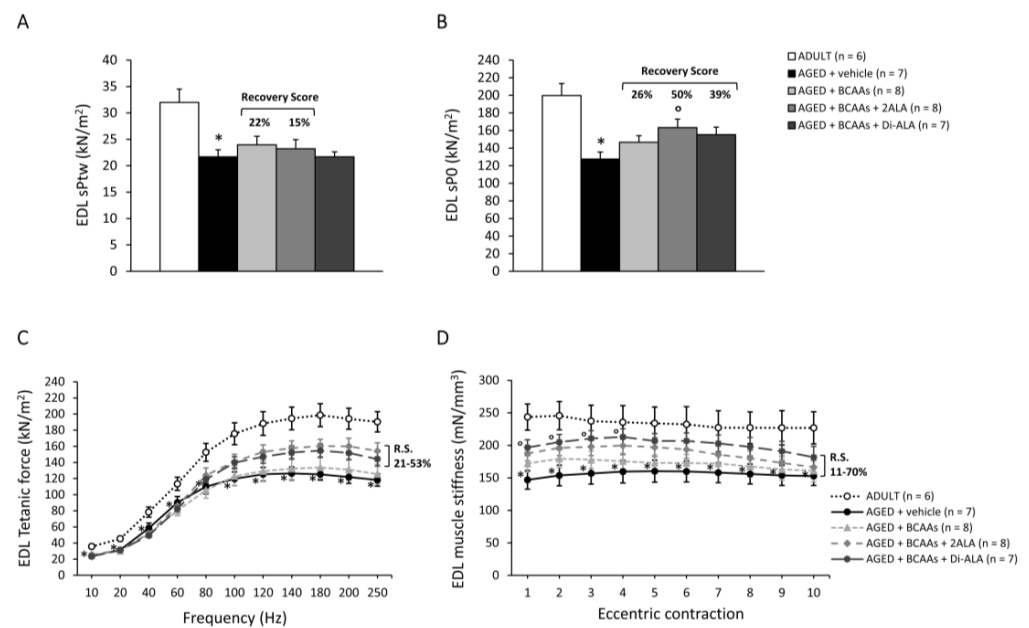 A
EDL sPtw (kN/m²)
40
35
30
25
20
15
10
5
0
*
Recovery Score
22% 15%
B
EDL sP0 (kN/m²)
240
220
200
180
160
140
120
100
80
60
40
20
0
*
Recovery Score
26% 50% 39%
°
ADULT (n = 6)
AGED + vehicle (n = 7)
AGED + BCAAs (n = 8)
AGED + BCAAs + 2ALA (n = 8)
AGED + BCAAs + Di-ALA (n = 7)
C
EDL Tetanic force (kN/m²)
240
220
200
180
160
140
120
100
80
60
40
20
0
* * * * * * * * * * *
R.S.
21-53%
10 20 40 60 80 100 120 140 180 200 250
Frequency (Hz)
D
EDL muscle stiffness (mN/mm³)
300
250
200
150
100
50
0
° ° ° °
* * * * * * * * * *
R.S.
11-70%
1 2 3 4 5 6 7 8 9 10
Eccentric contraction
ADULT (n = 6)
AGED + vehicle (n = 7)
AGED + BCAAs (n = 8)
AGED + BCAAs + 2ALA (n = 8)
AGED + BCAAs + Di-ALA (n = 7)